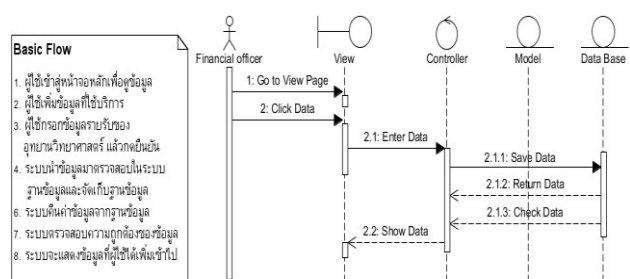 Basic Flow
1. ผู้ใช้เข้าสู่หน้าจอหลักเพื่อดูข้อมูล
2. ผู้ใช้เพิ่มข้อมูลที่ใช้บริการ
3. ผู้ใช้กรอกข้อมูลรายรับของ
อุทยานวิทยาศาสตร์ แล้วกดยืนยัน
4. ระบบนำข้อมูลมาตรวจสอบในระบบ
ฐานข้อมูลและจัดเก็บฐานข้อมูล
6. ระบบคืนค่าข้อมูลจากฐานข้อมูล
7. ระบบตรวจสอบความถูกต้องของข้อมูล
8. ระบบจะแสดงข้อมูลที่ผู้ใช้ได้เพิ่มเข้าไป
Financial officer
View
Controller
Model
Data Base
1: Go to View Page
2: Click Data
2.1: Enter Data
2.1.1: Save Data
2.1.2: Return Data
2.1.3: Check Data
2.2: Show Data